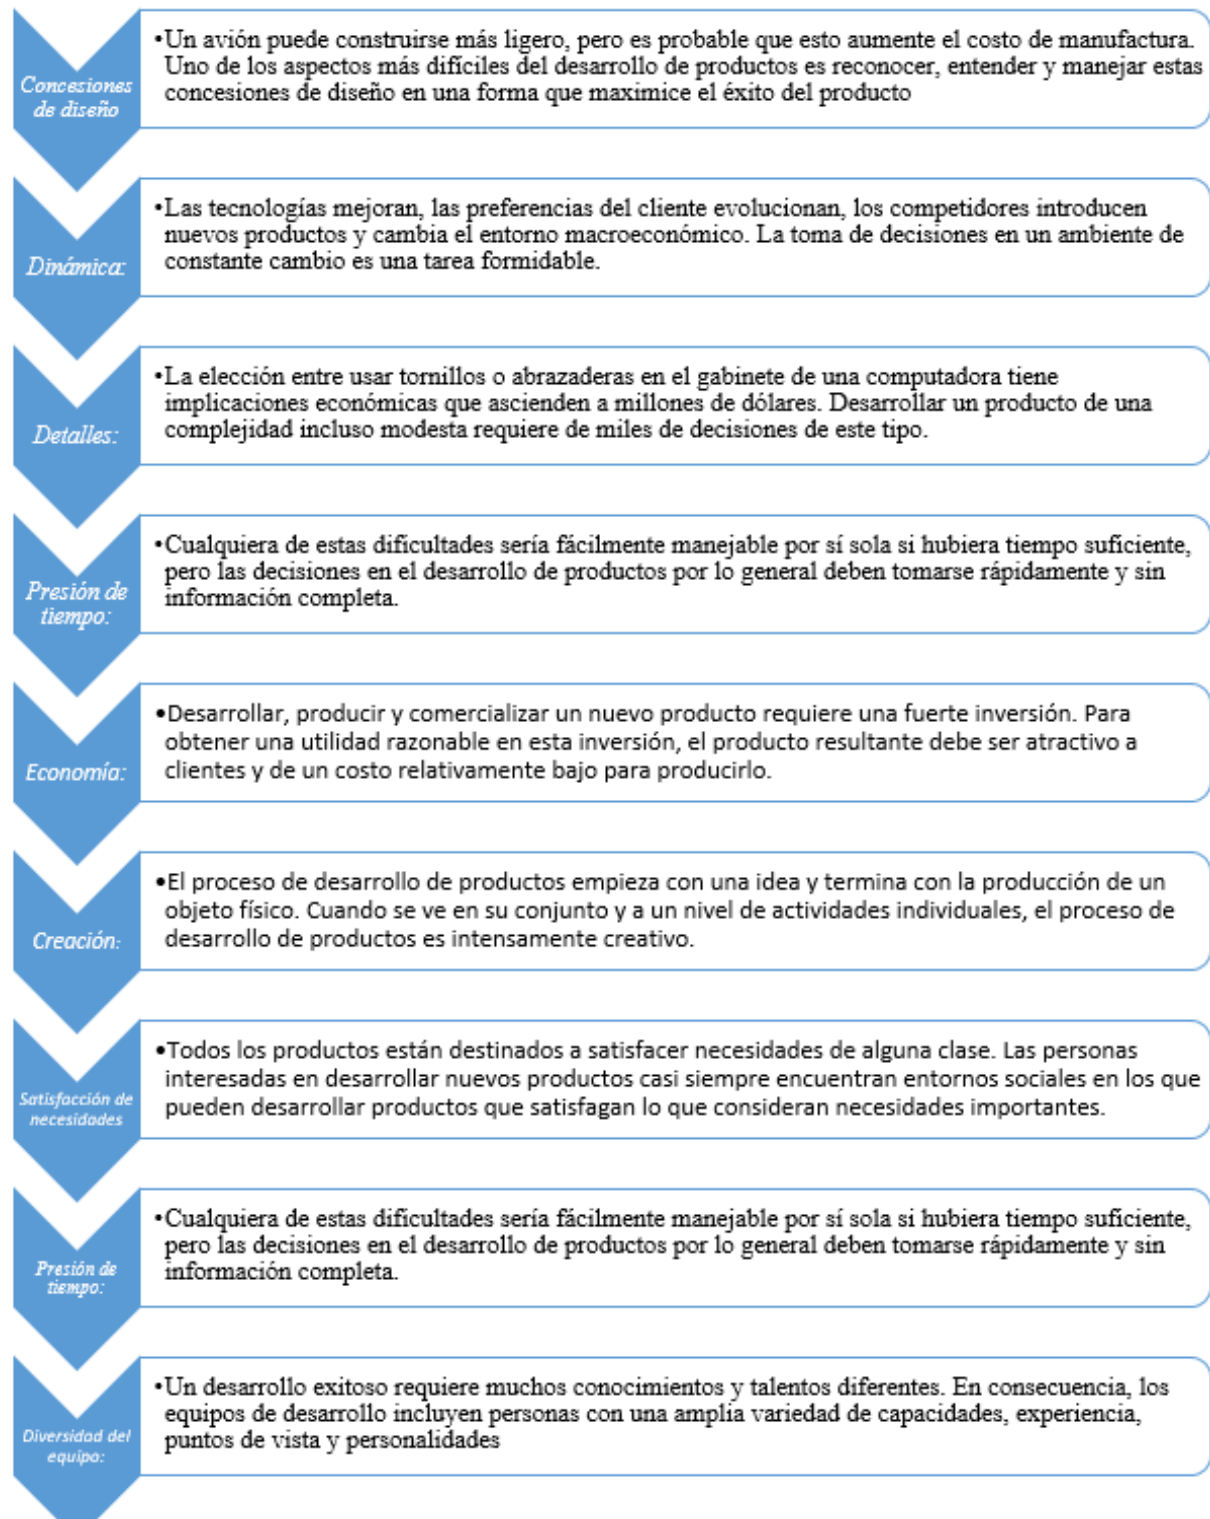 Concesiones
de diseño
•Un avión puede construirse más ligero, pero es probable que esto aumente el costo de manufactura.
Uno de los aspectos más difíciles del desarrollo de productos es reconocer, entender y manejar estas
concesiones de diseño en una forma que maximice el éxito del producto
Dinámica:
•Las tecnologías mejoran, las preferencias del cliente evolucionan, los competidores introducen
nuevos productos y cambia el entorno macroeconómico. La toma de decisiones en un ambiente de
constante cambio es una tarea formidable.
Detalles:
•La elección entre usar tornillos o abrazaderas en el gabinete de una computadora tiene
implicaciones económicas que ascienden a millones de dólares. Desarrollar un producto de una
complejidad incluso modesta requiere de miles de decisiones de este tipo.
Presión de
tiempo:
•Cualquiera de estas dificultades sería fácilmente manejable por sí sola si hubiera tiempo suficiente,
pero las decisiones en el desarrollo de productos por lo general deben tomarse rápidamente y sin
información completa.
Economía:
•Desarrollar, producir y comercializar un nuevo producto requiere una fuerte inversión. Para
obtener una utilidad razonable en esta inversión, el producto resultante debe ser atractivo a
clientes y de un costo relativamente bajo para producirlo.
Creación:
•El proceso de desarrollo de productos empieza con una idea y termina con la producción de un
objeto físico. Cuando se ve en su conjunto y a un nivel de actividades individuales, el proceso de
desarrollo de productos es intensamente creativo.
Satisfacción de
necesidades
•Todos los productos están destinados a satisfacer necesidades de alguna clase. Las personas
interesadas en desarrollar nuevos productos casi siempre encuentran entornos sociales en los que
pueden desarrollar productos que satisfagan lo que consideran necesidades importantes.
Presión de
tiempo:
•Cualquiera de estas dificultades sería fácilmente manejable por sí sola si hubiera tiempo suficiente,
pero las decisiones en el desarrollo de productos por lo general deben tomarse rápidamente y sin
información completa.
Diversidad del
equipo:
•Un desarrollo exitoso requiere muchos conocimientos y talentos diferentes. En consecuencia, los
equipos de desarrollo incluyen personas con una amplia variedad de capacidades, experiencia,
puntos de vista y personalidades